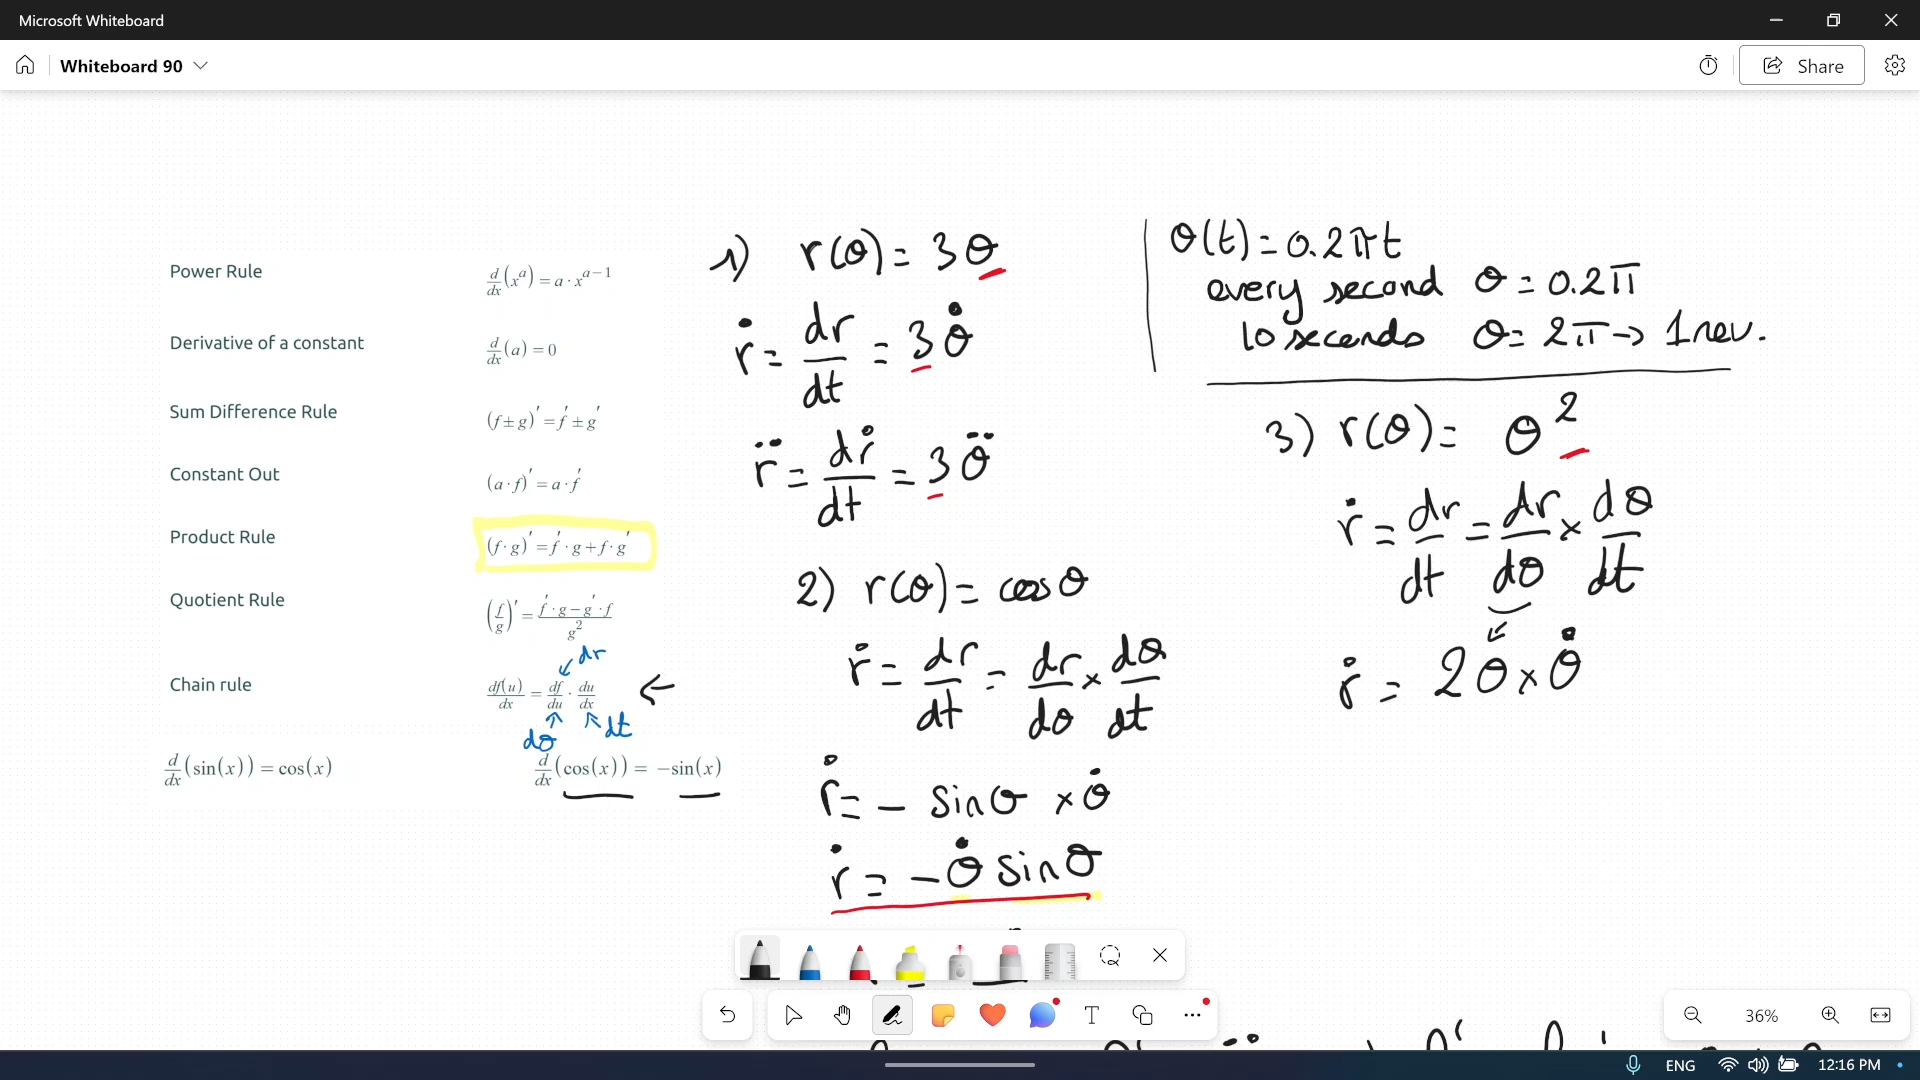 Microsoft Whiteboard
Whiteboard 90
Share
Power Rule d/dx(x^a) = a · x^(a−1)
Derivative of a constant d/dx(a) = 0
Sum Difference Rule (f ± g)′ = f′ ± g′
Constant Out (a · f)′ = a · f′
Product Rule (f · g)′ = f′ · g + f · g′
Quotient Rule (f/g)′ = (f′ · g − g′ · f)/g²
dr
Chain rule df(u)/dx = df/du · du/dx ←
dθ dt
d/dx(sin(x)) = cos(x) d/dx(cos(x)) = −sin(x)
1) r(θ) = 3θ
ṙ = dr/dt = 3θ̇
r̈ = dṙ/dt = 3θ̈
2) r(θ) = cosθ
ṙ = dr/dt = dr/dθ × dθ/dt
ṙ = − sinθ × θ̇
ṙ = −θ̇ sinθ
θ(t) = 0.2πt
every second θ = 0.2π
10 seconds θ = 2π → 1 rev.
3) r(θ) = θ²
ṙ = dr/dt = dr/dθ × dθ/dt
ṙ = 2θ × θ̇
36%
ENG
12:16 PM